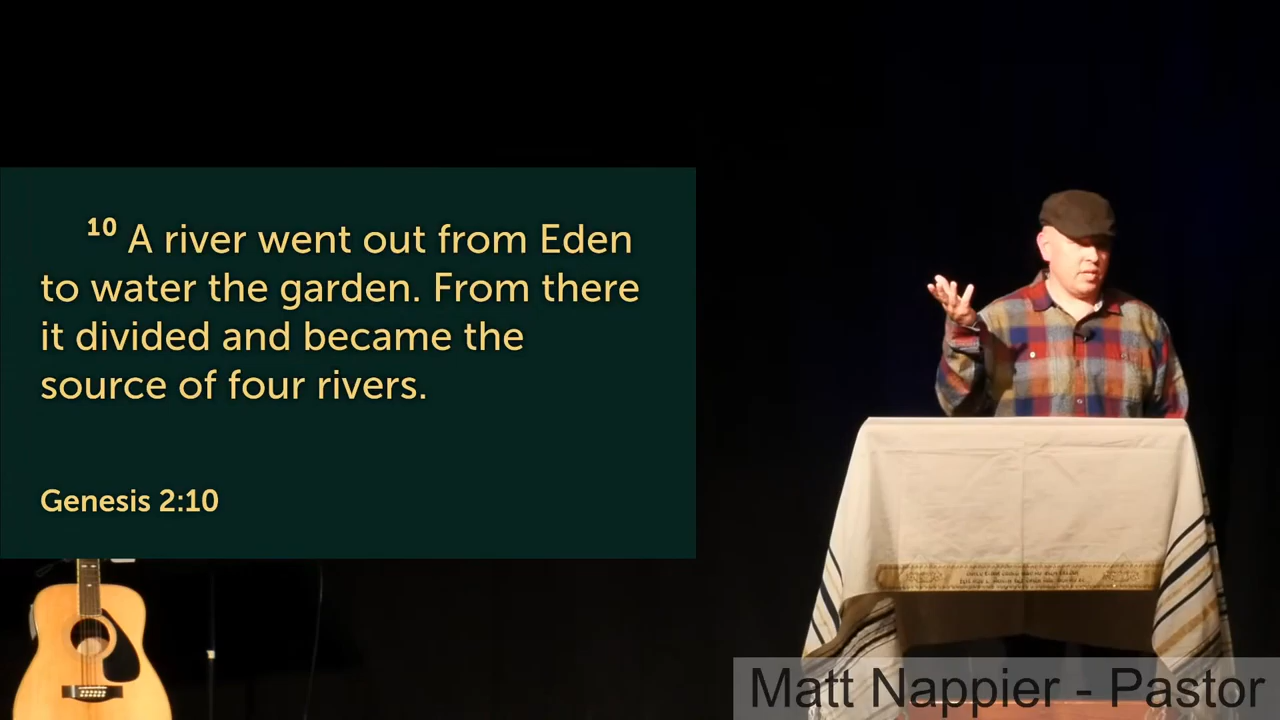 ¹⁰ A river went out from Eden
to water the garden. From there
it divided and became the
source of four rivers.
Genesis 2:10
Matt Nappier - Pastor